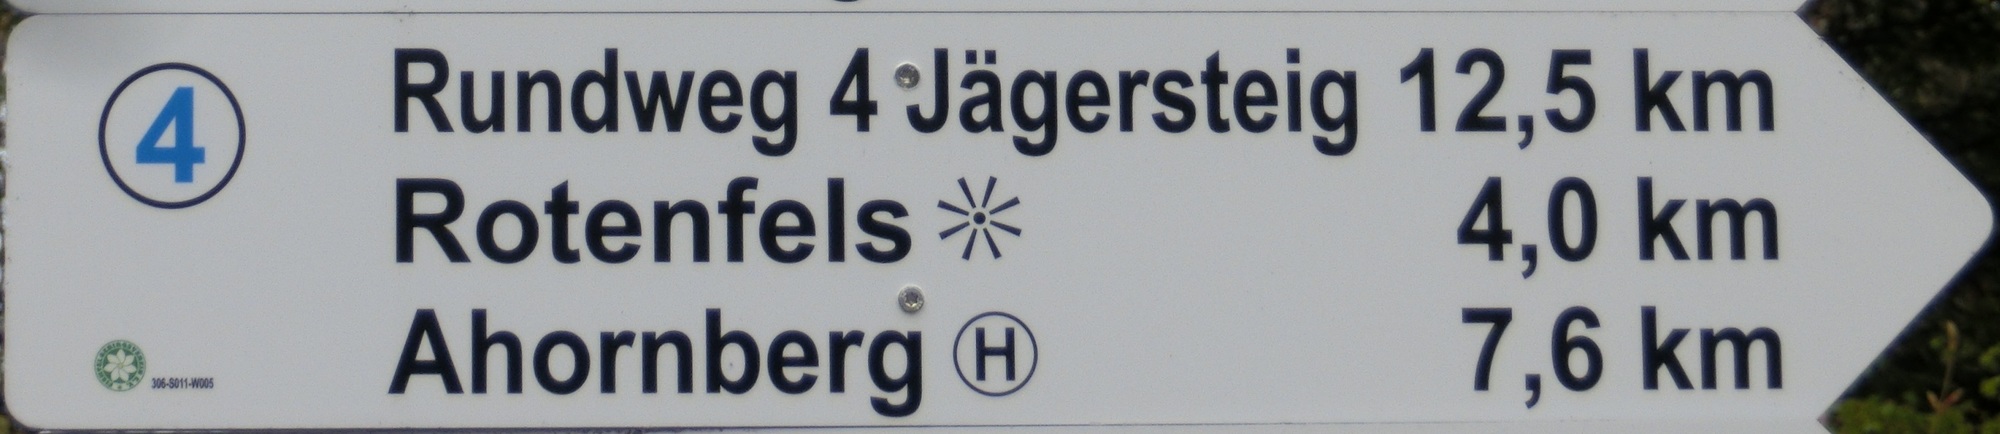 4
Rundweg 4 Jägersteig 12,5 km
Rotenfels 4,0 km
Ahornberg H 7,6 km
306-S011-W005